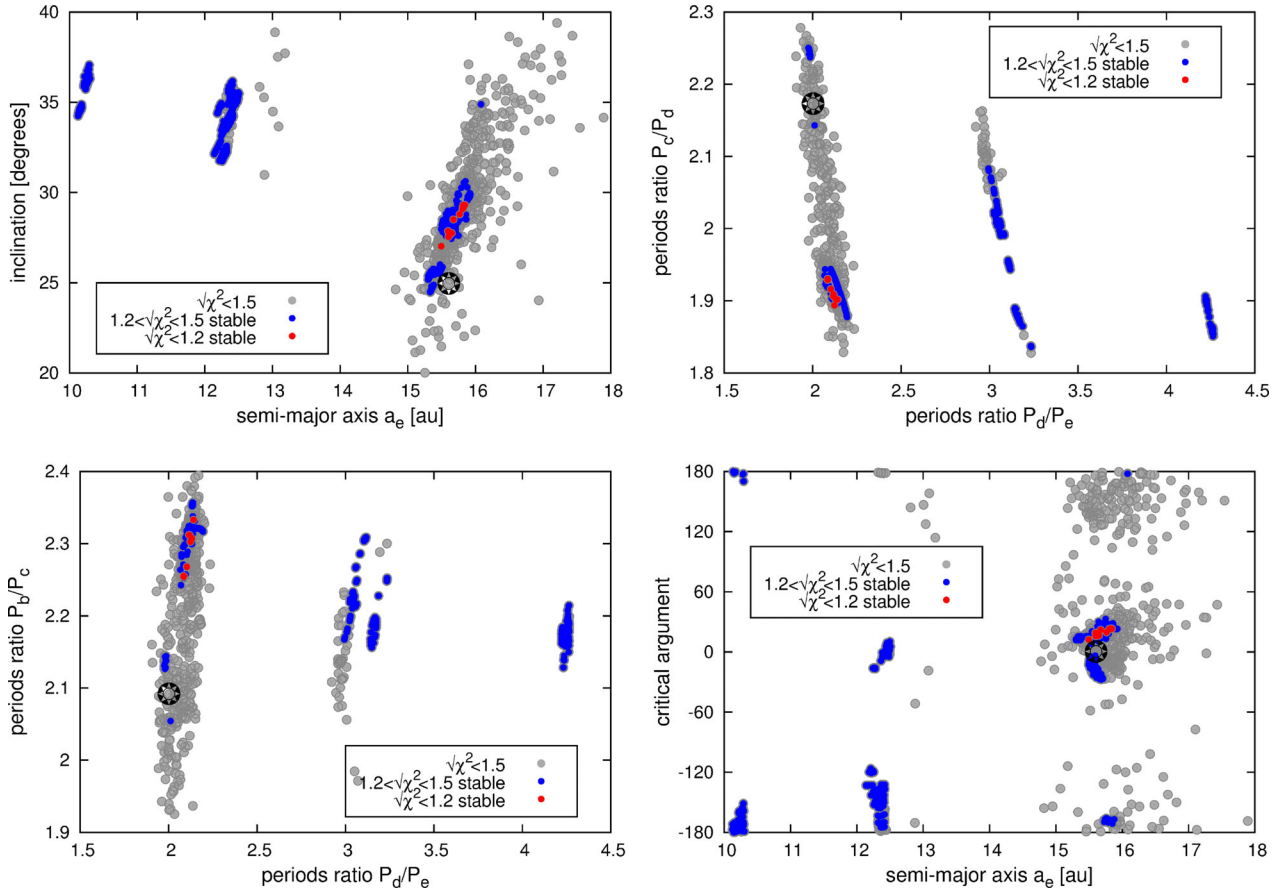 40
35
30
25
20
inclination [degrees]
√χ²<1.5
1.2<√χ²<1.5 stable
√χ²<1.2 stable
10 11 12 13 14 15 16 17 18
semi-major axis aₑ [au]
2.3
2.2
2.1
2
1.9
1.8
periods ratio P_c/P_d
√χ²<1.5
1.2<√χ²<1.5 stable
√χ²<1.2 stable
1.5 2 2.5 3 3.5 4 4.5
periods ratio P_d/P_e
2.4
2.3
2.2
2.1
2
1.9
periods ratio P_b/P_c
√χ²<1.5
1.2<√χ²<1.5 stable
√χ²<1.2 stable
1.5 2 2.5 3 3.5 4 4.5
periods ratio P_d/P_e
180
120
60
0
-60
-120
-180
critical argument
√χ²<1.5
1.2<√χ²<1.5 stable
√χ²<1.2 stable
10 11 12 13 14 15 16 17 18
semi-major axis aₑ [au]